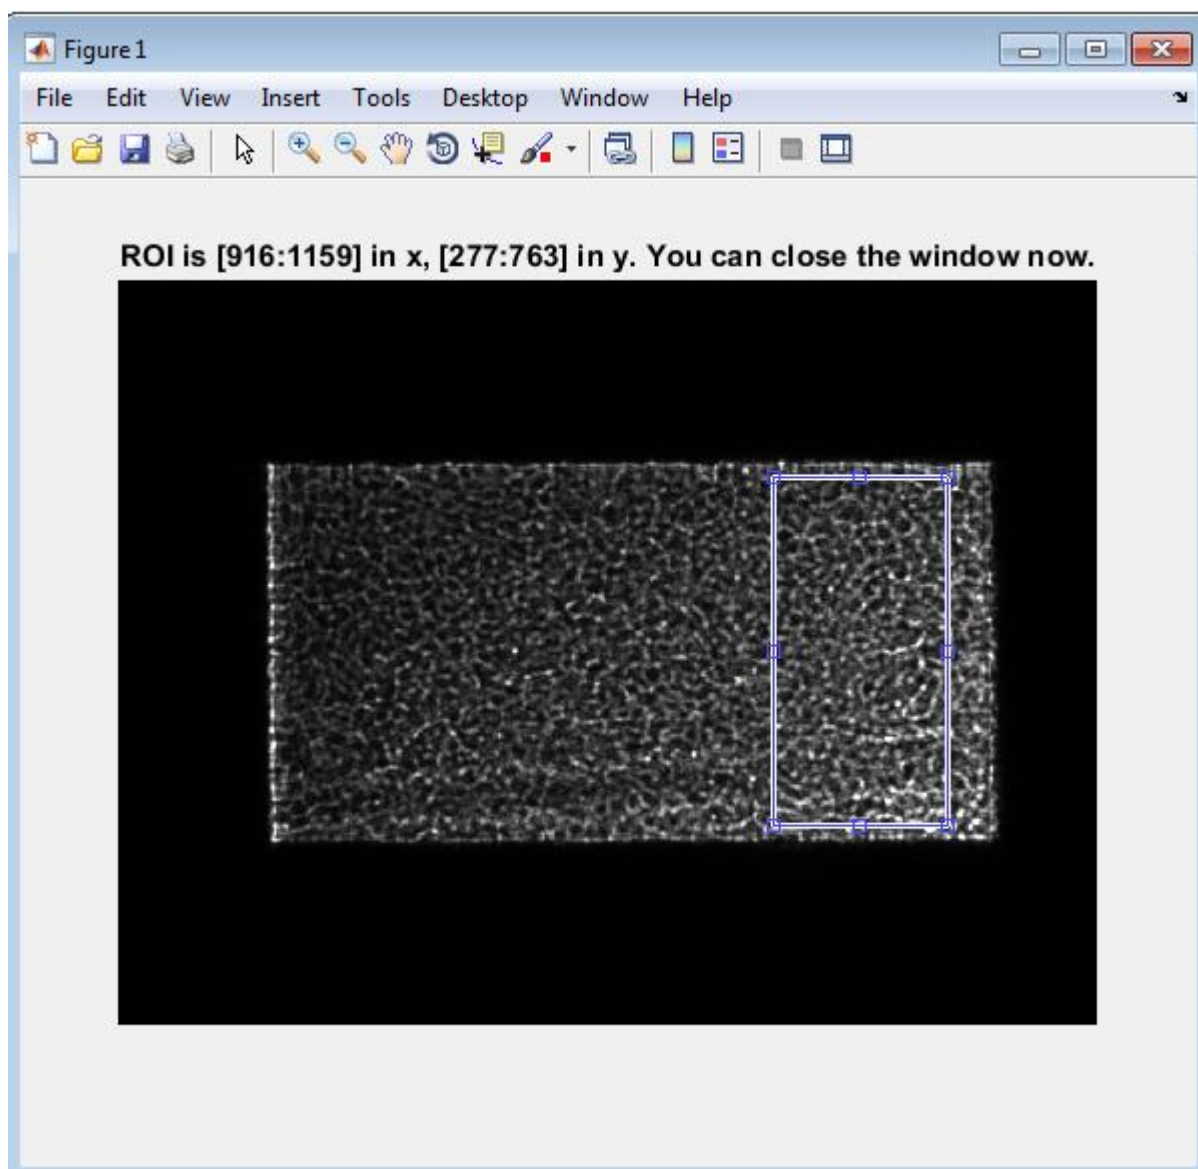 Figure 1
File Edit View Insert Tools Desktop Window Help
ROI is [916:1159] in x, [277:763] in y. You can close the window now.